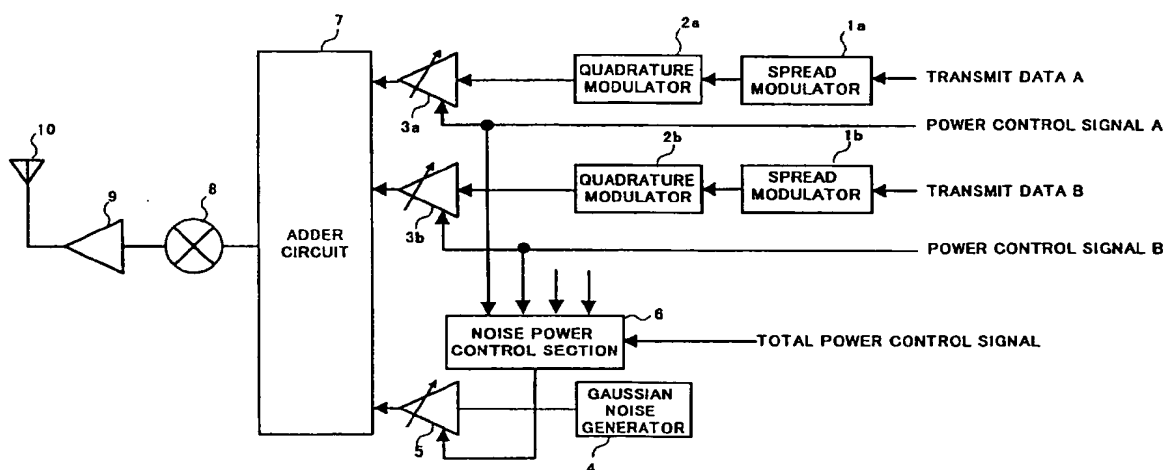 7
2a
1a
QUADRATURE
MODULATOR
SPREAD
MODULATOR
TRANSMIT DATA A
3a
POWER CONTROL SIGNAL A
10
2b
1b
QUADRATURE
MODULATOR
SPREAD
MODULATOR
TRANSMIT DATA B
9
8
3b
ADDER
CIRCUIT
POWER CONTROL SIGNAL B
6
NOISE POWER
CONTROL SECTION
TOTAL POWER CONTROL SIGNAL
GAUSSIAN
NOISE
GENERATOR
5
4